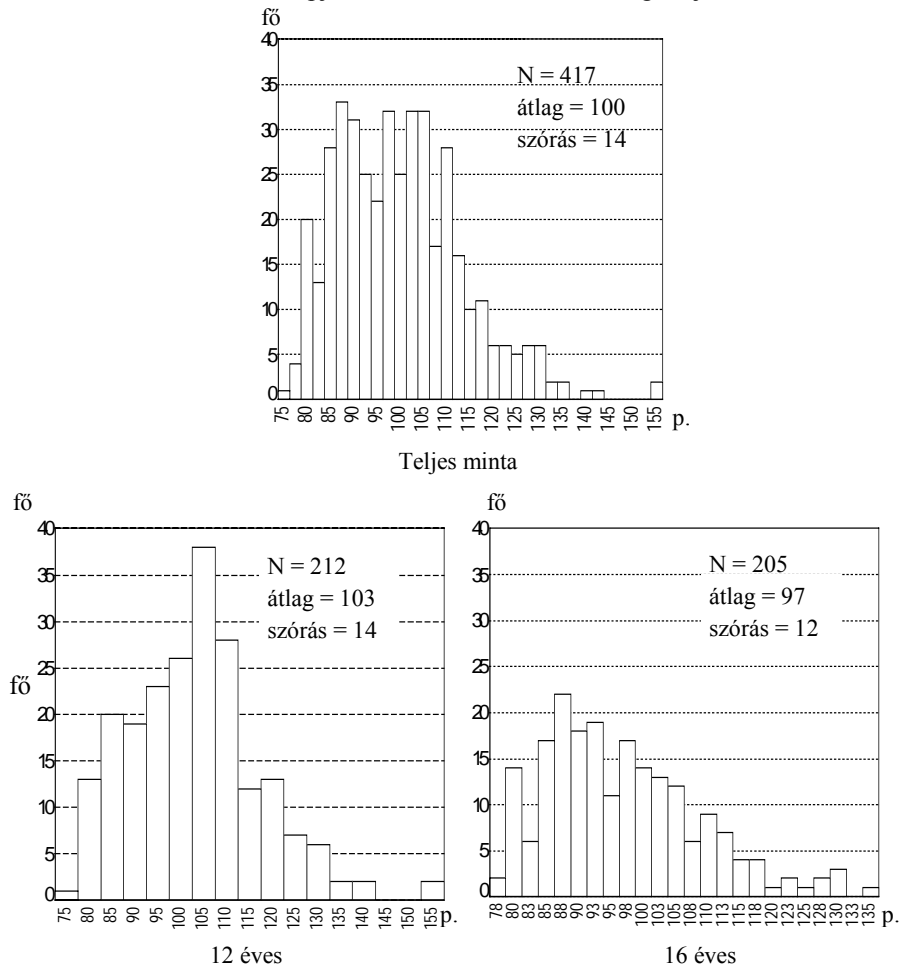 fő
40
35
30
25
20
15
10
5
0
N = 417
átlag = 100
szórás = 14
75 80 85 90 95 100 105 110 115 120 125 130 135 140 145 150 155 p.
Teljes minta
fő
40
35
30
25
fő
20
15
10
5
0
N = 212
átlag = 103
szórás = 14
75 80 85 90 95 100 105 110 115 120 125 130 135 140 145 150 155 p.
12 éves
fő
40
35
30
25
20
15
10
5
0
N = 205
átlag = 97
szórás = 12
78 80 83 85 88 90 93 95 98 100 103 105 108 110 113 115 118 120 123 125 128 130 133 135 p.
16 éves